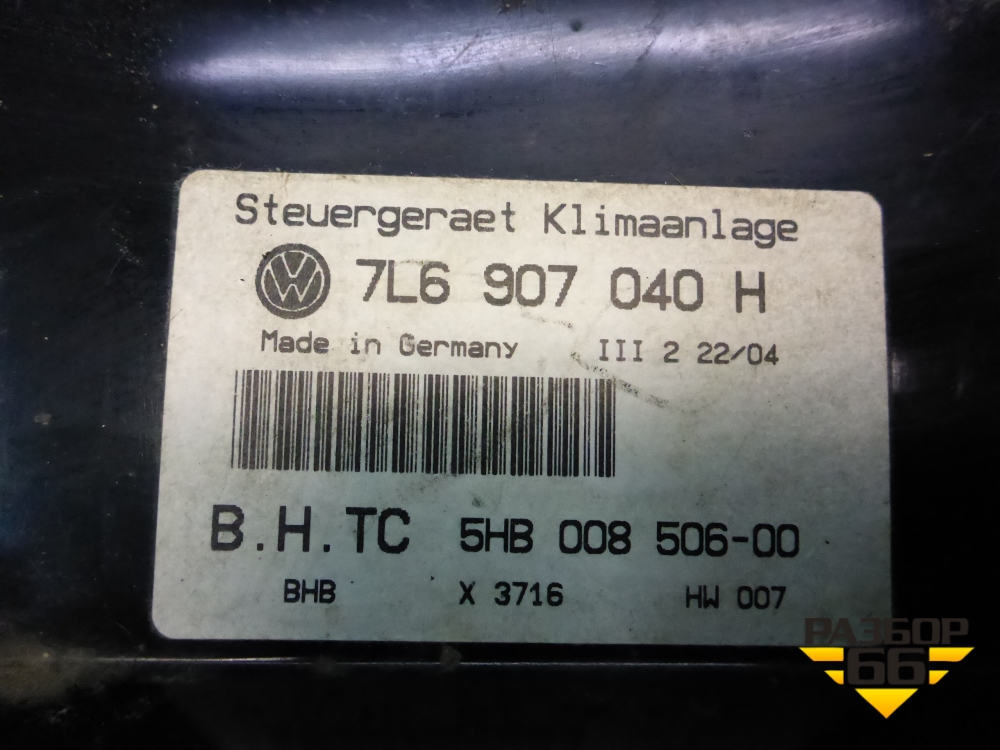 Steuergeraet Klimaanlage
VW 7L6 907 040 H
Made in Germany III 2 22/04
B.H.TC 5HB 008 506-00
BHB X 3716 HW 007
РАЗБОР
66